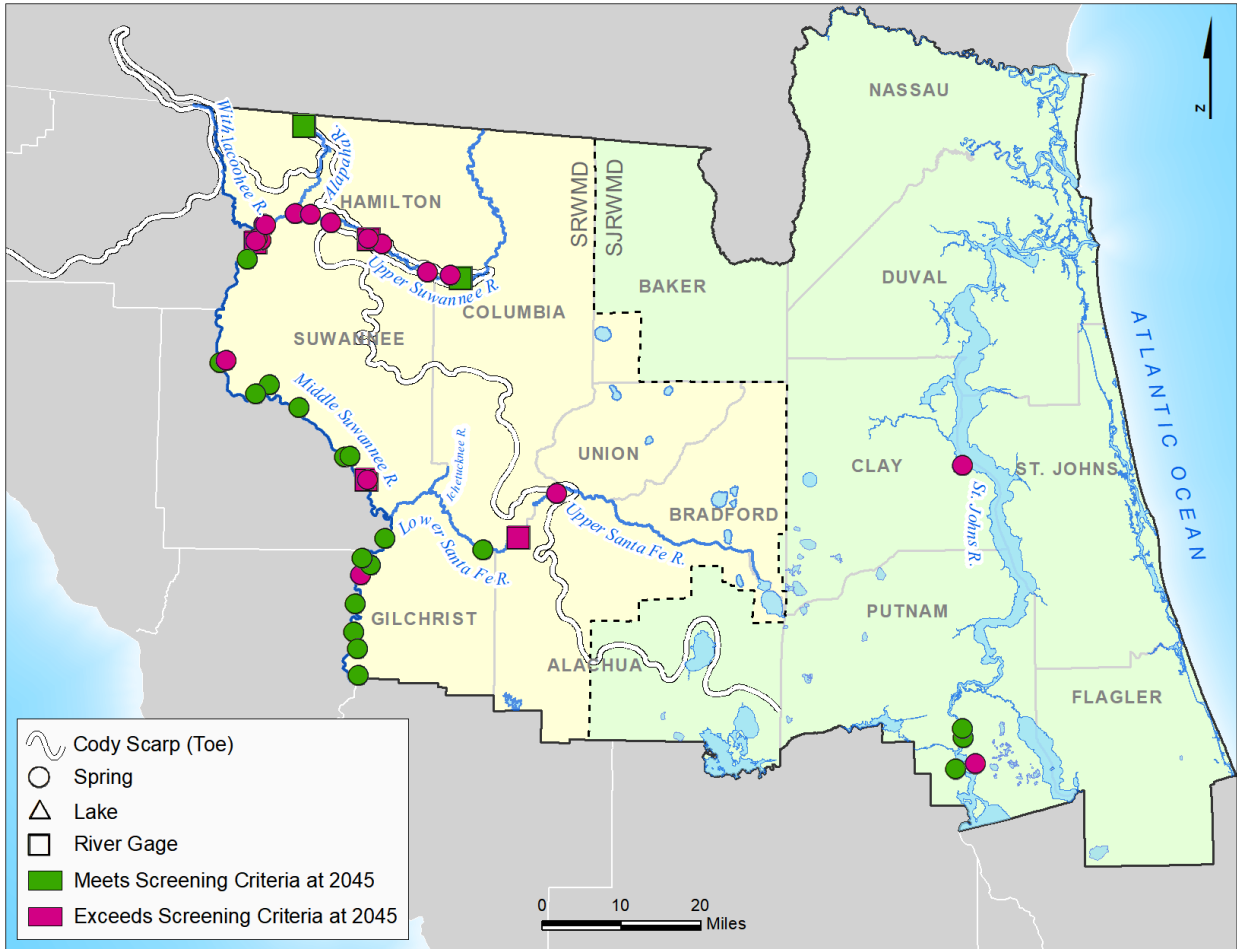 NASSAU
N
Withlacoohee R.
Alapaha R.
HAMILTON
SRWMD
SJRWMD
DUVAL
BAKER
Upper Suwannee R.
COLUMBIA
SUWANNEE
ATLANTIC OCEAN
Middle Suwannee R.
UNION
CLAY
ST. JOHNS
Ichetucknee R.
BRADFORD
St. Johns R.
Lower Santa Fe R.
Upper Santa Fe R.
GILCHRIST
PUTNAM
ALACHUA
FLAGLER
Cody Scarp (Toe)
Spring
Lake
River Gage
Meets Screening Criteria at 2045
Exceeds Screening Criteria at 2045
0 10 20
Miles